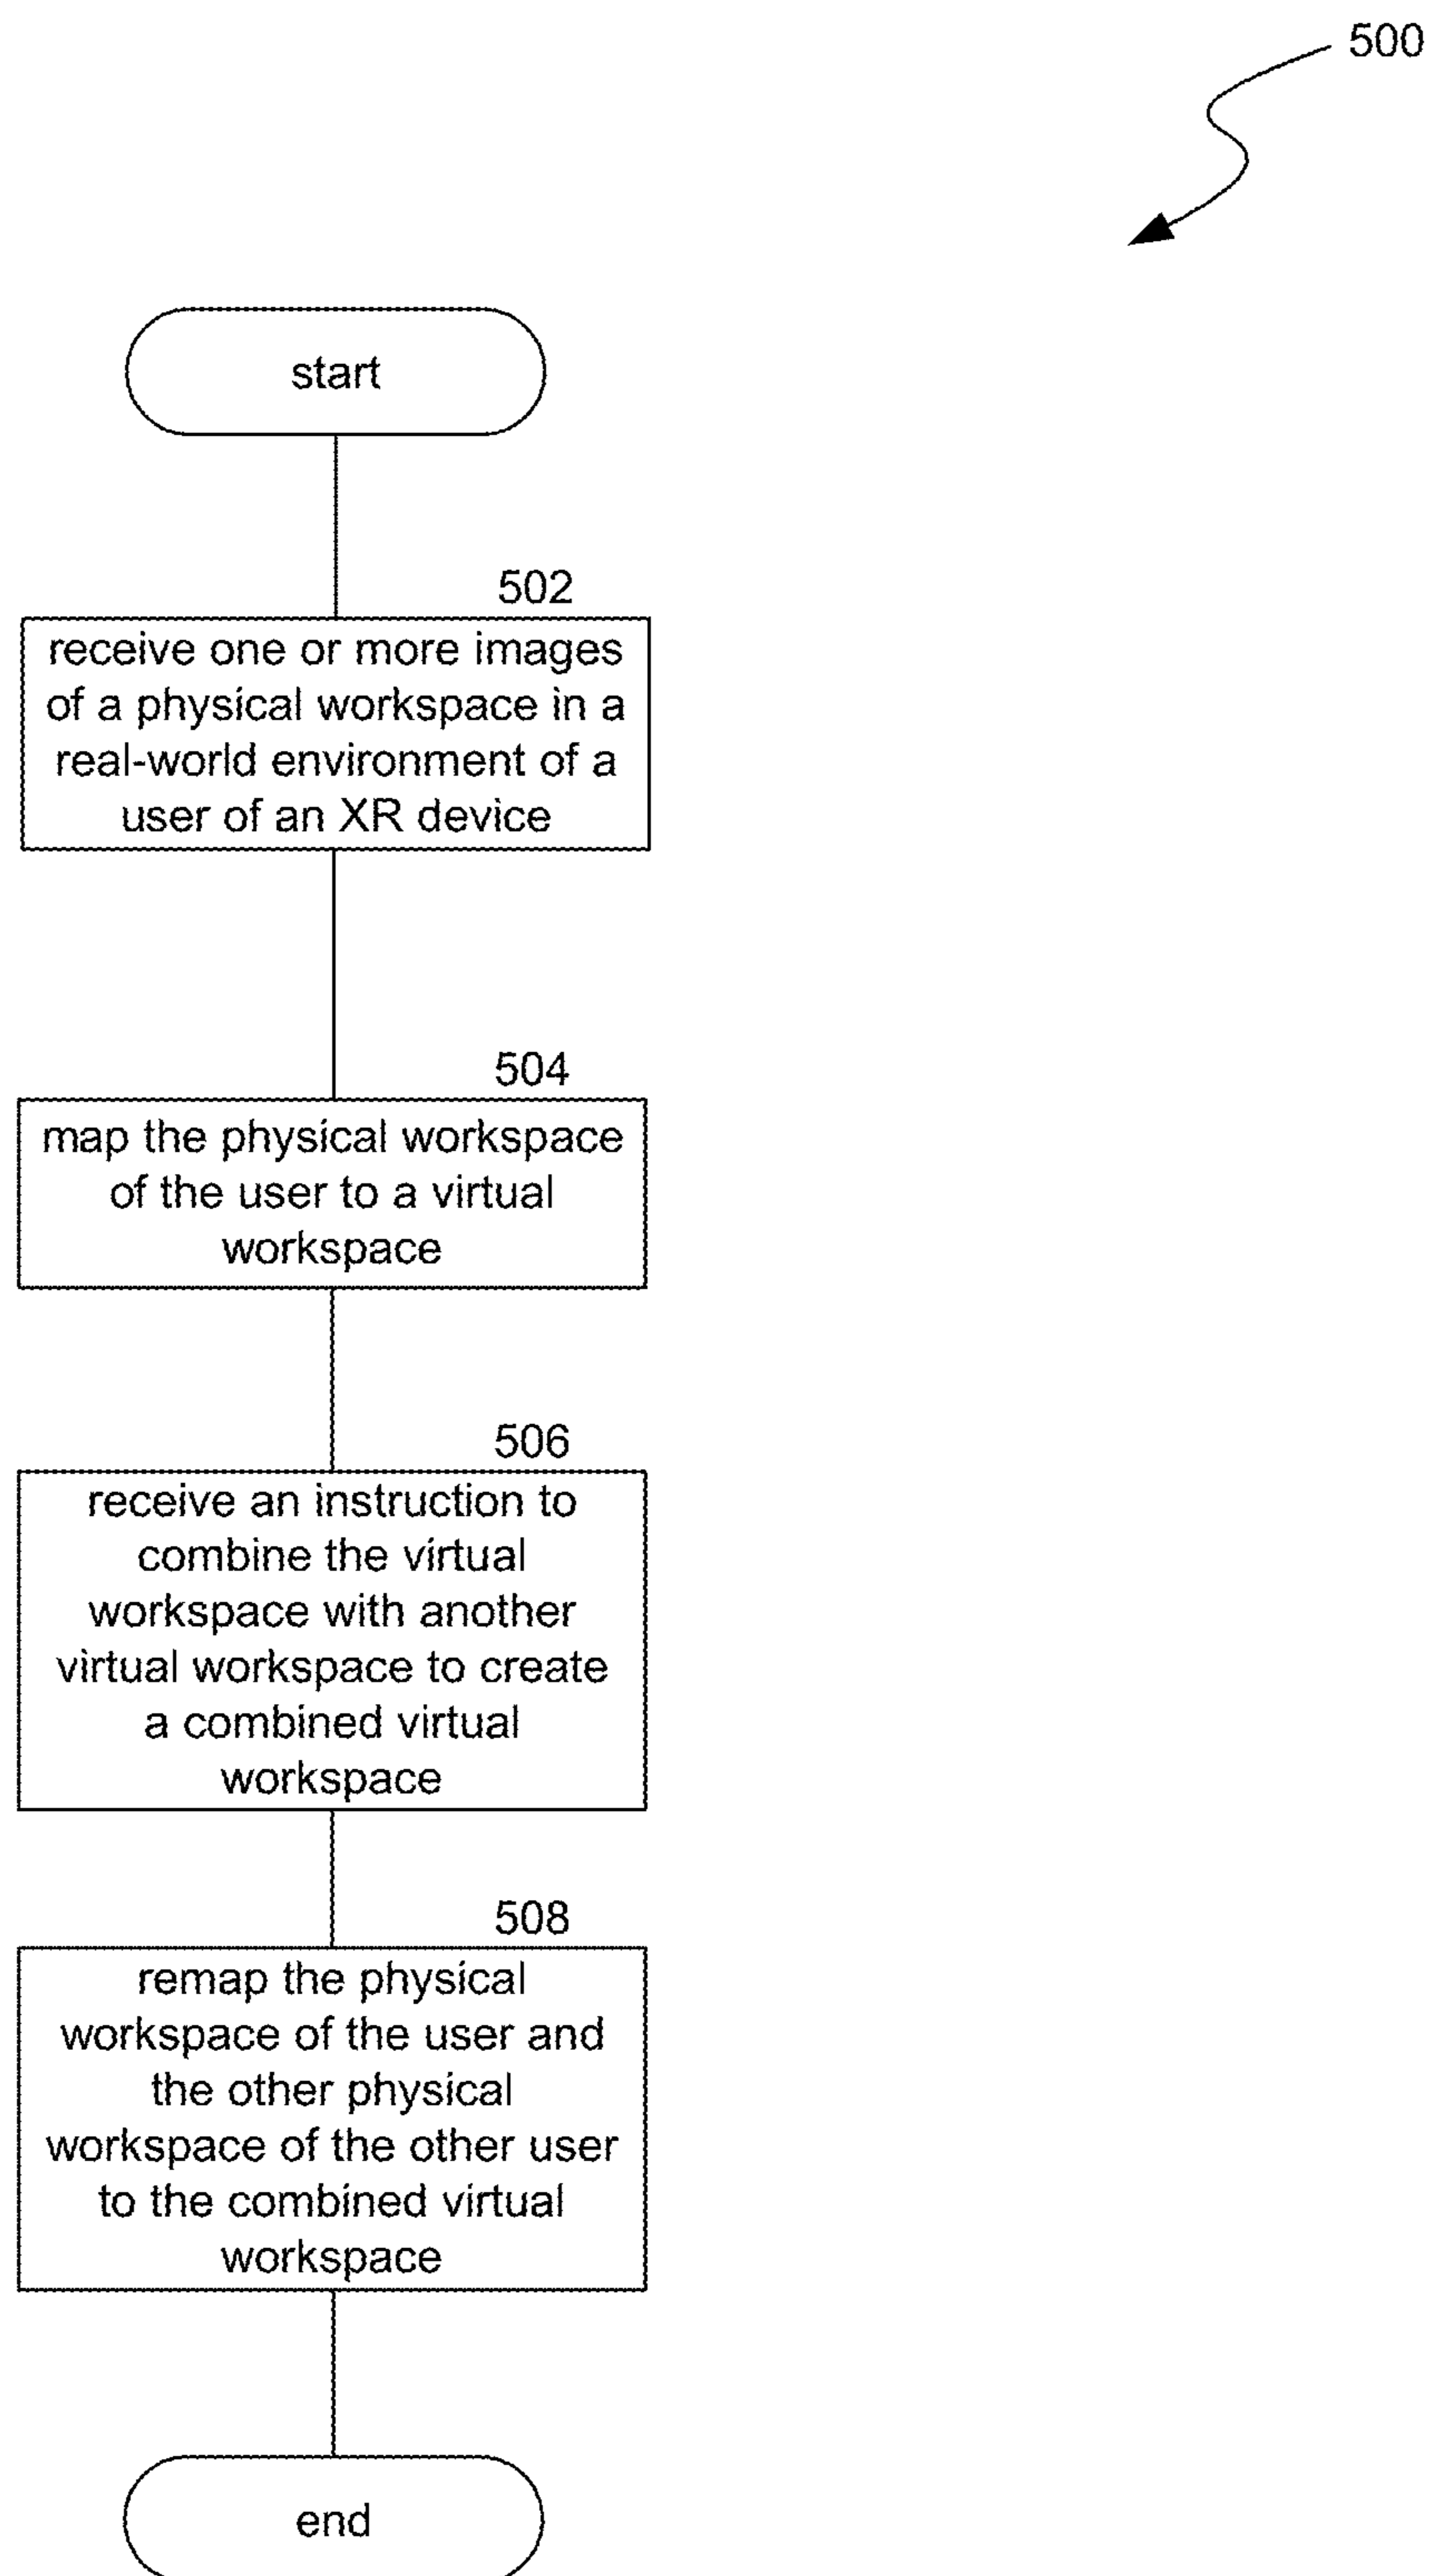 500
start
502
receive one or more images
of a physical workspace in a
real-world environment of a
user of an XR device
504
map the physical workspace
of the user to a virtual
workspace
506
receive an instruction to
combine the virtual
workspace with another
virtual workspace to create
a combined virtual
workspace
508
remap the physical
workspace of the user and
the other physical
workspace of the other user
to the combined virtual
workspace
end